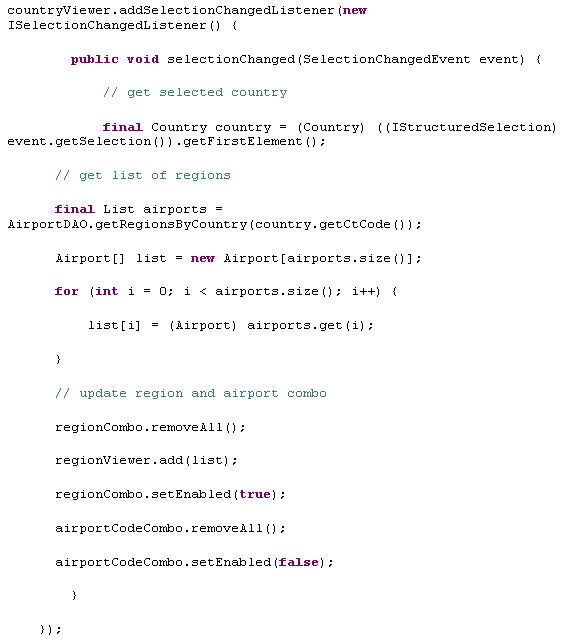 countryViewer.addSelectionChangedListener(new
ISelectionChangedListener() {
public void selectionChanged(SelectionChangedEvent event) {
// get selected country
final Country country = (Country) ((IStructuredSelection)
event.getSelection()).getFirstElement();
// get list of regions
final List airports =
AirportDAO.getRegionsByCountry(country.getCtCode());
Airport[] list = new Airport[airports.size()];
for (int i = 0; i < airports.size(); i++) {
list[i] = (Airport) airports.get(i);
}
// update region and airport combo
regionCombo.removeAll();
regionViewer.add(list);
regionCombo.setEnabled(true);
airportCodeCombo.removeAll();
airportCodeCombo.setEnabled(false);
}
});